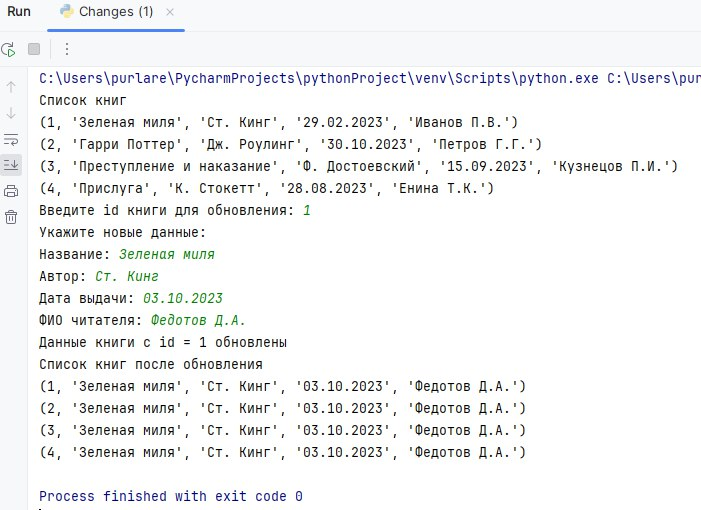 Run Changes (1)
C:\Users\purlare\PycharmProjects\pythonProject\venv\Scripts\python.exe C:\Users\pur
Список книг
(1, 'Зеленая миля', 'Ст. Кинг', '29.02.2023', 'Иванов П.В.')
(2, 'Гарри Поттер', 'Дж. Роулинг', '30.10.2023', 'Петров Г.Г.')
(3, 'Преступление и наказание', 'Ф. Достоевский', '15.09.2023', 'Кузнецов П.И.')
(4, 'Прислуга', 'К. Стокетт', '28.08.2023', 'Енина Т.К.')
Введите id книги для обновления: 1
Укажите новые данные:
Название: Зеленая миля
Автор: Ст. Кинг
Дата выдачи: 03.10.2023
ФИО читателя: Федотов Д.А.
Данные книги с id = 1 обновлены
Список книг после обновления
(1, 'Зеленая миля', 'Ст. Кинг', '03.10.2023', 'Федотов Д.А.')
(2, 'Зеленая миля', 'Ст. Кинг', '03.10.2023', 'Федотов Д.А.')
(3, 'Зеленая миля', 'Ст. Кинг', '03.10.2023', 'Федотов Д.А.')
(4, 'Зеленая миля', 'Ст. Кинг', '03.10.2023', 'Федотов Д.А.')
Process finished with exit code 0